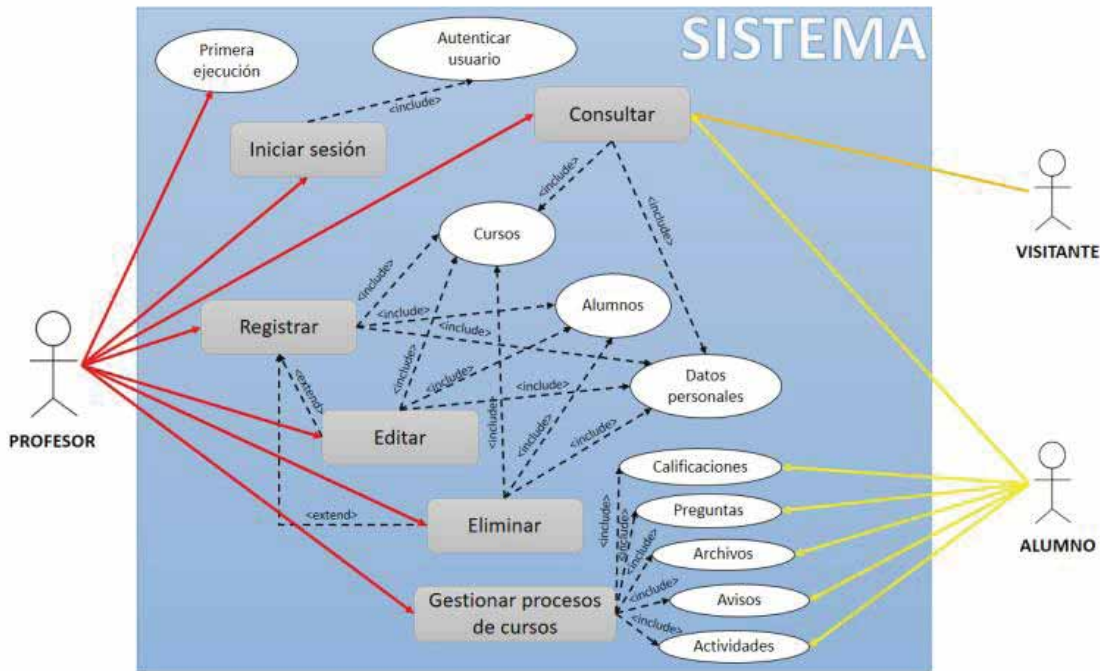 SISTEMA
Primera
ejecución
Autenticar
usuario
<include>
Iniciar sesión
Consultar
<include>
<include>
VISITANTE
Cursos
<include>
Alumnos
Registrar
<include>
<include>
<extend>
<include>
<include>
<include>
Datos
personales
PROFESOR
Editar
<include>
<include>
<include>
Calificaciones
<extend>
Eliminar
<include>
<include>
Preguntas
<include>
Archivos
ALUMNO
Gestionar procesos
de cursos
<include>
Avisos
<include>
Actividades